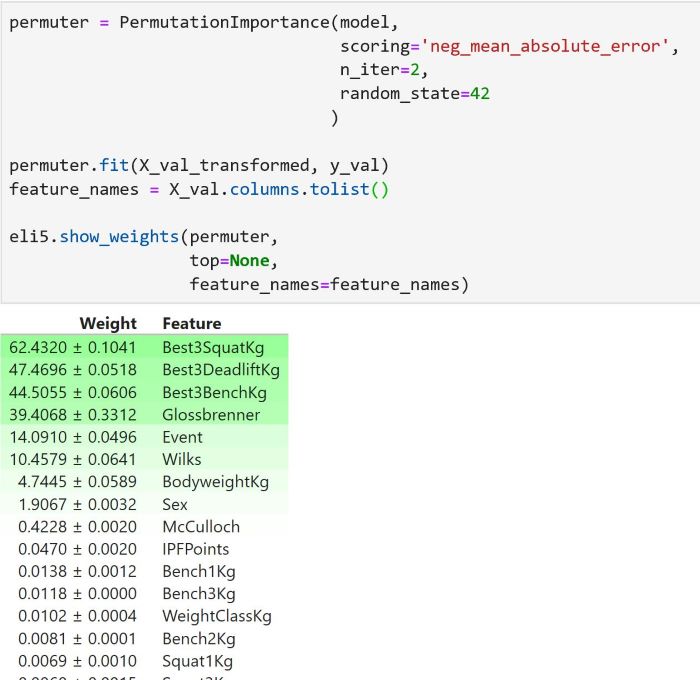 permuter = PermutationImportance(model,
scoring='neg_mean_absolute_error',
n_iter=2,
random_state=42
)
permuter.fit(X_val_transformed, y_val)
feature_names = X_val.columns.tolist()
eli5.show_weights(permuter,
top=None,
feature_names=feature_names)
Weight Feature
62.4320 ± 0.1041 Best3SquatKg
47.4696 ± 0.0518 Best3DeadliftKg
44.5055 ± 0.0606 Best3BenchKg
39.4068 ± 0.3312 Glossbrenner
14.0910 ± 0.0496 Event
10.4579 ± 0.0641 Wilks
4.7445 ± 0.0589 BodyweightKg
1.9067 ± 0.0032 Sex
0.4228 ± 0.0020 McCulloch
0.0470 ± 0.0020 IPFPoints
0.0138 ± 0.0012 Bench1Kg
0.0118 ± 0.0000 Bench3Kg
0.0102 ± 0.0004 WeightClassKg
0.0081 ± 0.0001 Bench2Kg
0.0069 ± 0.0010 Squat1Kg